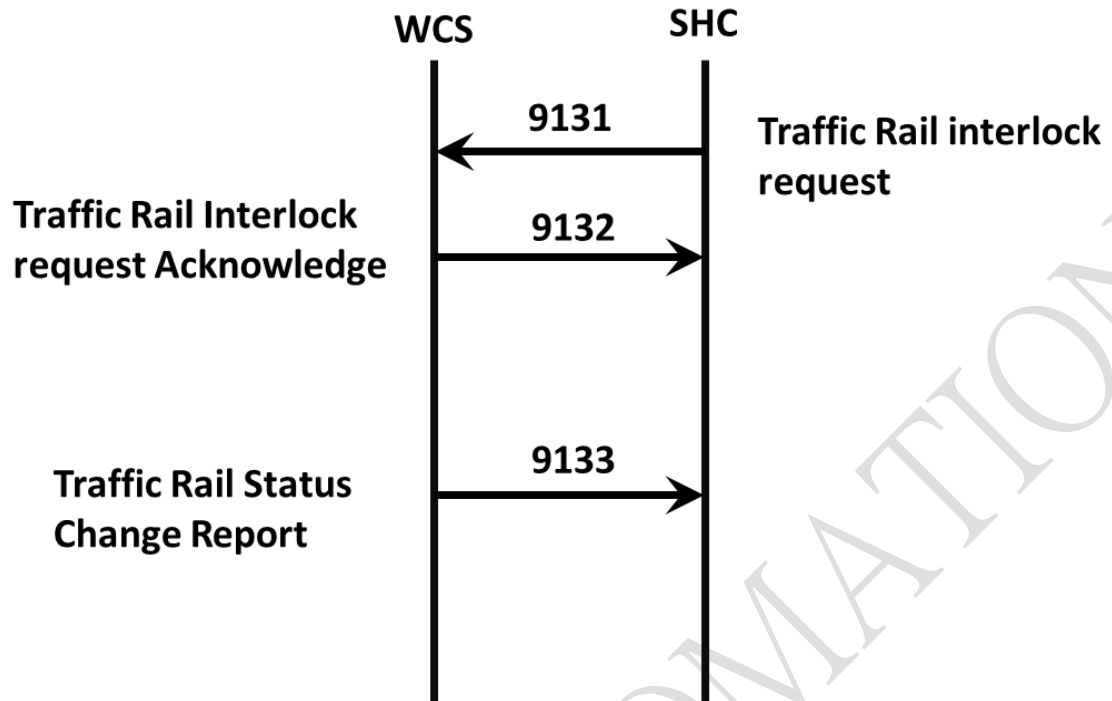 WCS
SHC
9131
Traffic Rail interlock
request
Traffic Rail Interlock
request Acknowledge
9132
9133
Traffic Rail Status
Change Report
OMATION